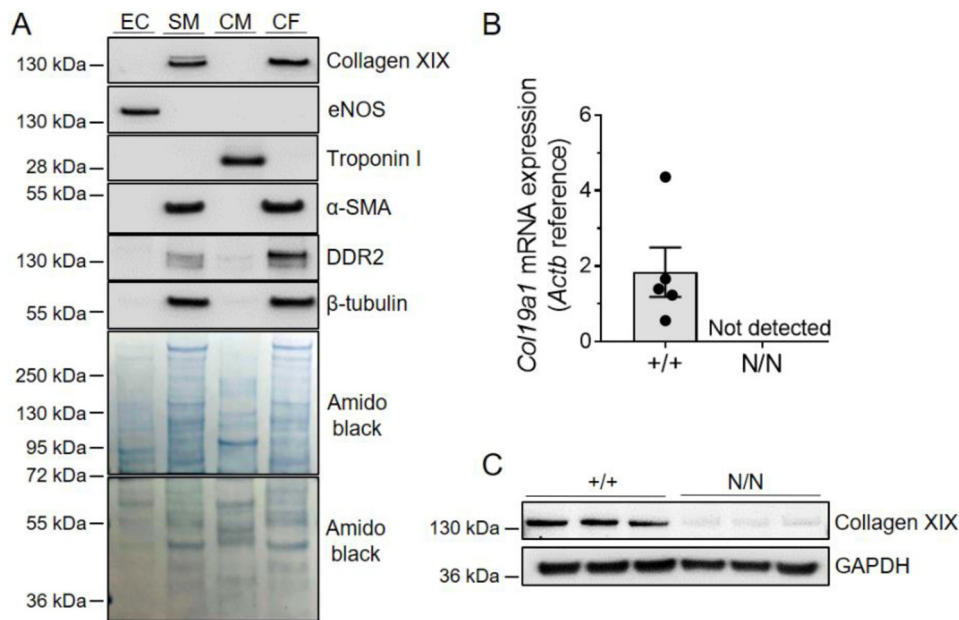 A
EC SM CM CF
130 kDa Collagen XIX
130 kDa eNOS
28 kDa Troponin I
55 kDa α-SMA
130 kDa DDR2
55 kDa β-tubulin
250 kDa
130 kDa
95 kDa
72 kDa
Amido
black
55 kDa
36 kDa
Amido
black
B
Col19a1 mRNA expression
(Actb reference)
6
4
2
0
Not detected
+/+ N/N
C
+/+ N/N
130 kDa Collagen XIX
36 kDa GAPDH